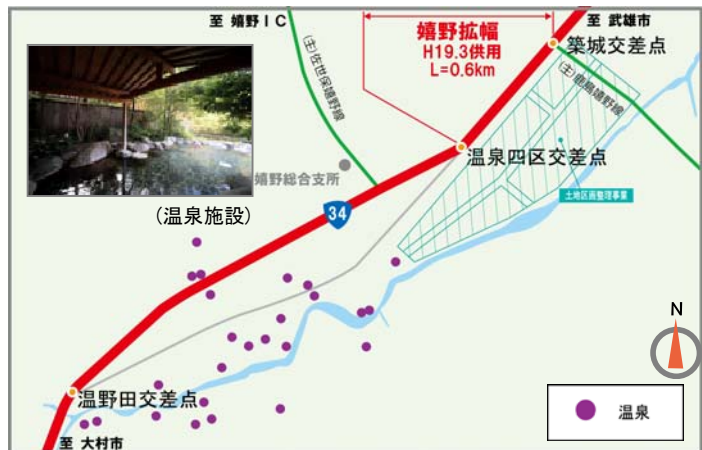 至 嬉野IC
嬉野拡幅
H19.3供用
L=0.6km
至 武雄市
築城交差点
(主)佐世保嬉野線
(主)鹿島嬉野線
温泉四区交差点
嬉野総合支所
土地区画整理事業
(温泉施設)
34
N
温野田交差点
温泉
至 大村市